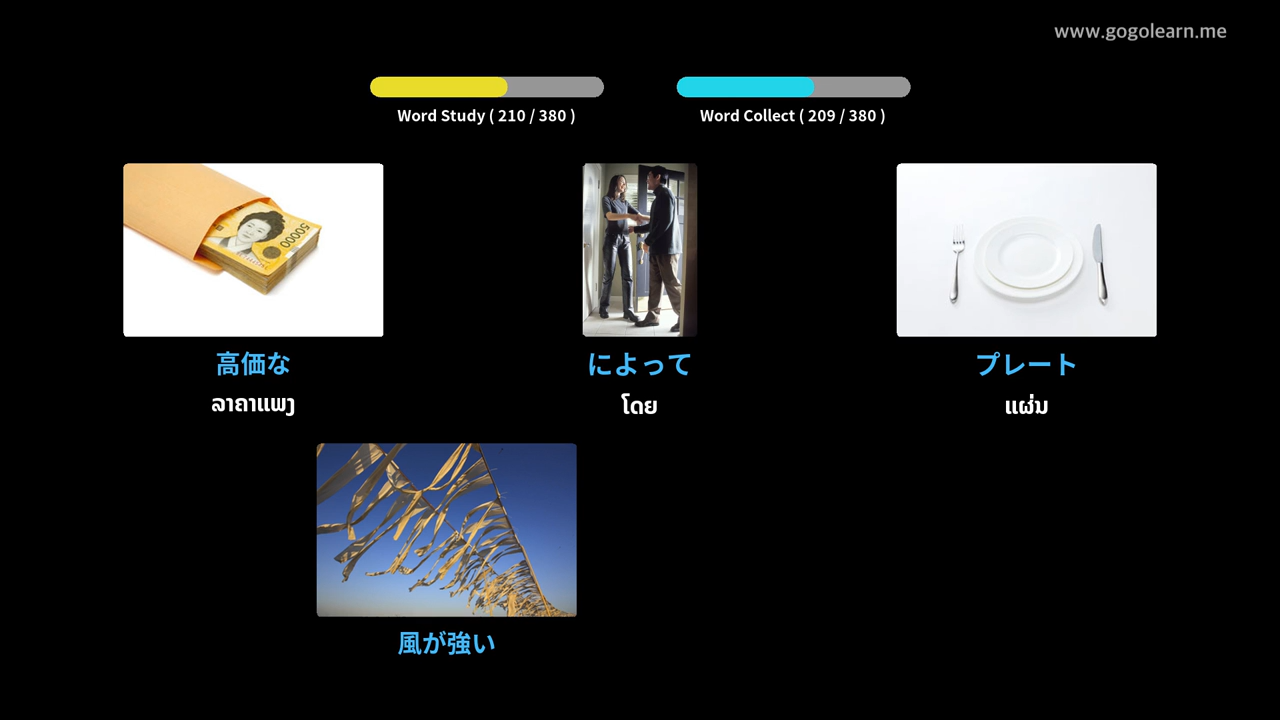 www.gogolearn.me
Word Study ( 210 / 380 )
Word Collect ( 209 / 380 )
50000
高価な
によって
プレート
ລາຄາແພງ
ໂດຍ
ແຜ່ນ
風が強い